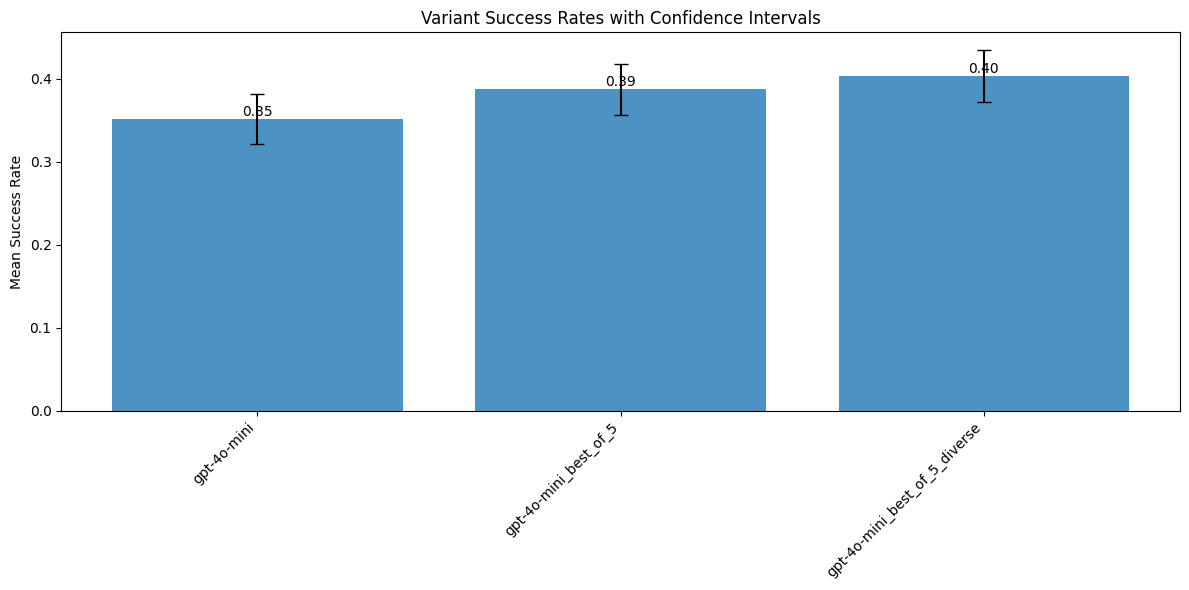 Variant Success Rates with Confidence Intervals
Mean Success Rate
0.4
0.3
0.2
0.1
0.0
0.35
0.39
0.40
gpt-4o-mini
gpt-4o-mini_best_of_5
gpt-4o-mini_best_of_5_diverse